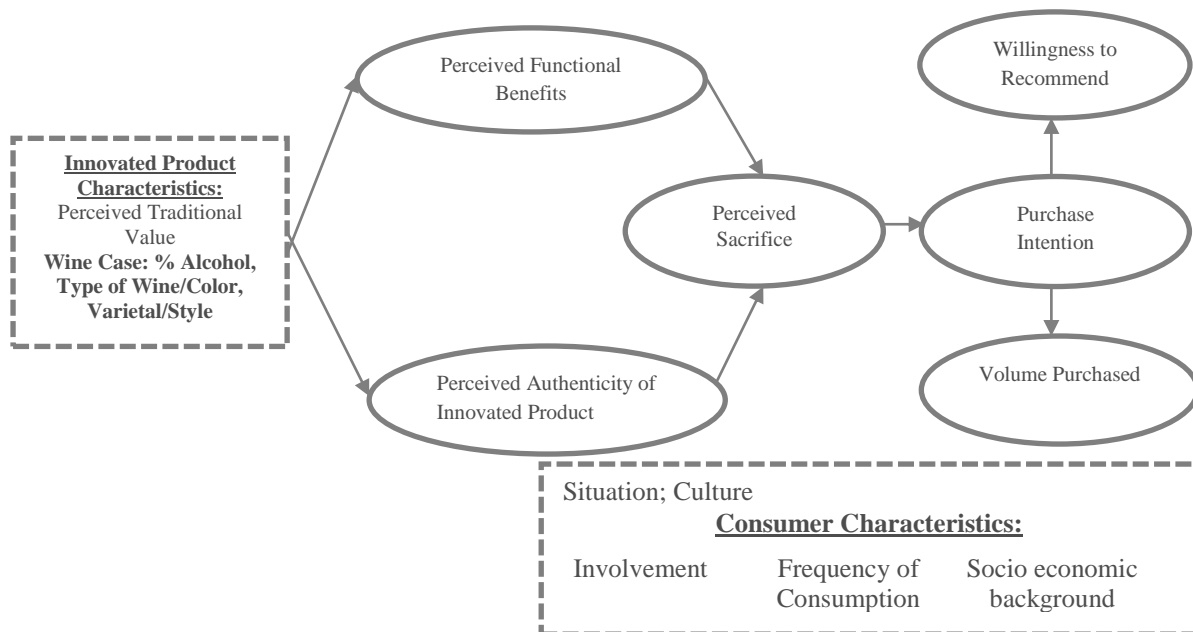 Willingness to
Recommend
Perceived Functional
Benefits
Innovated Product
Characteristics:
Perceived Traditional
Value
Wine Case: % Alcohol,
Type of Wine/Color,
Varietal/Style
Perceived
Sacrifice
Purchase
Intention
Perceived Authenticity of
Innovated Product
Volume Purchased
Situation; Culture
Consumer Characteristics:
Involvement
Frequency of
Consumption
Socio economic
background